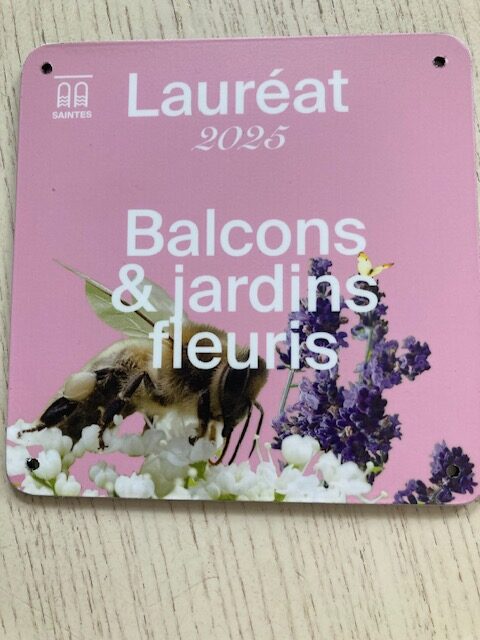 SAINTES
Lauréat
2025
Balcons
& jardins
fleuris